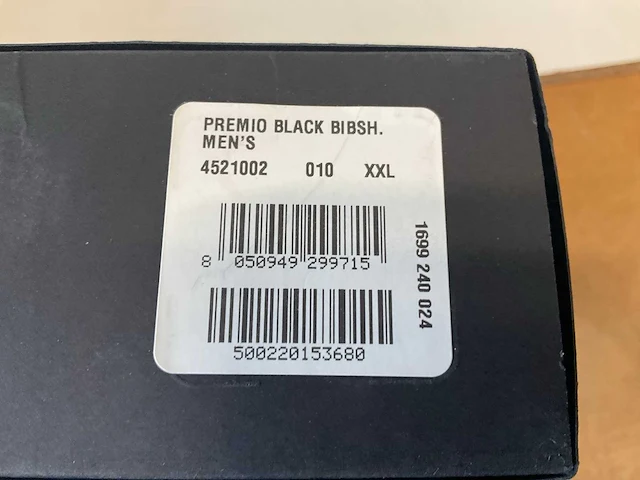 PREMIO BLACK BIBSH.
MEN'S
4521002 010 XXL
8 050949 299715
500220153680
1699 240 024